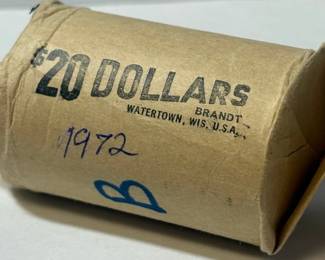 $20 DOLLARS
BRANDT
WATERTOWN, WIS. U.S.A.
1972
B